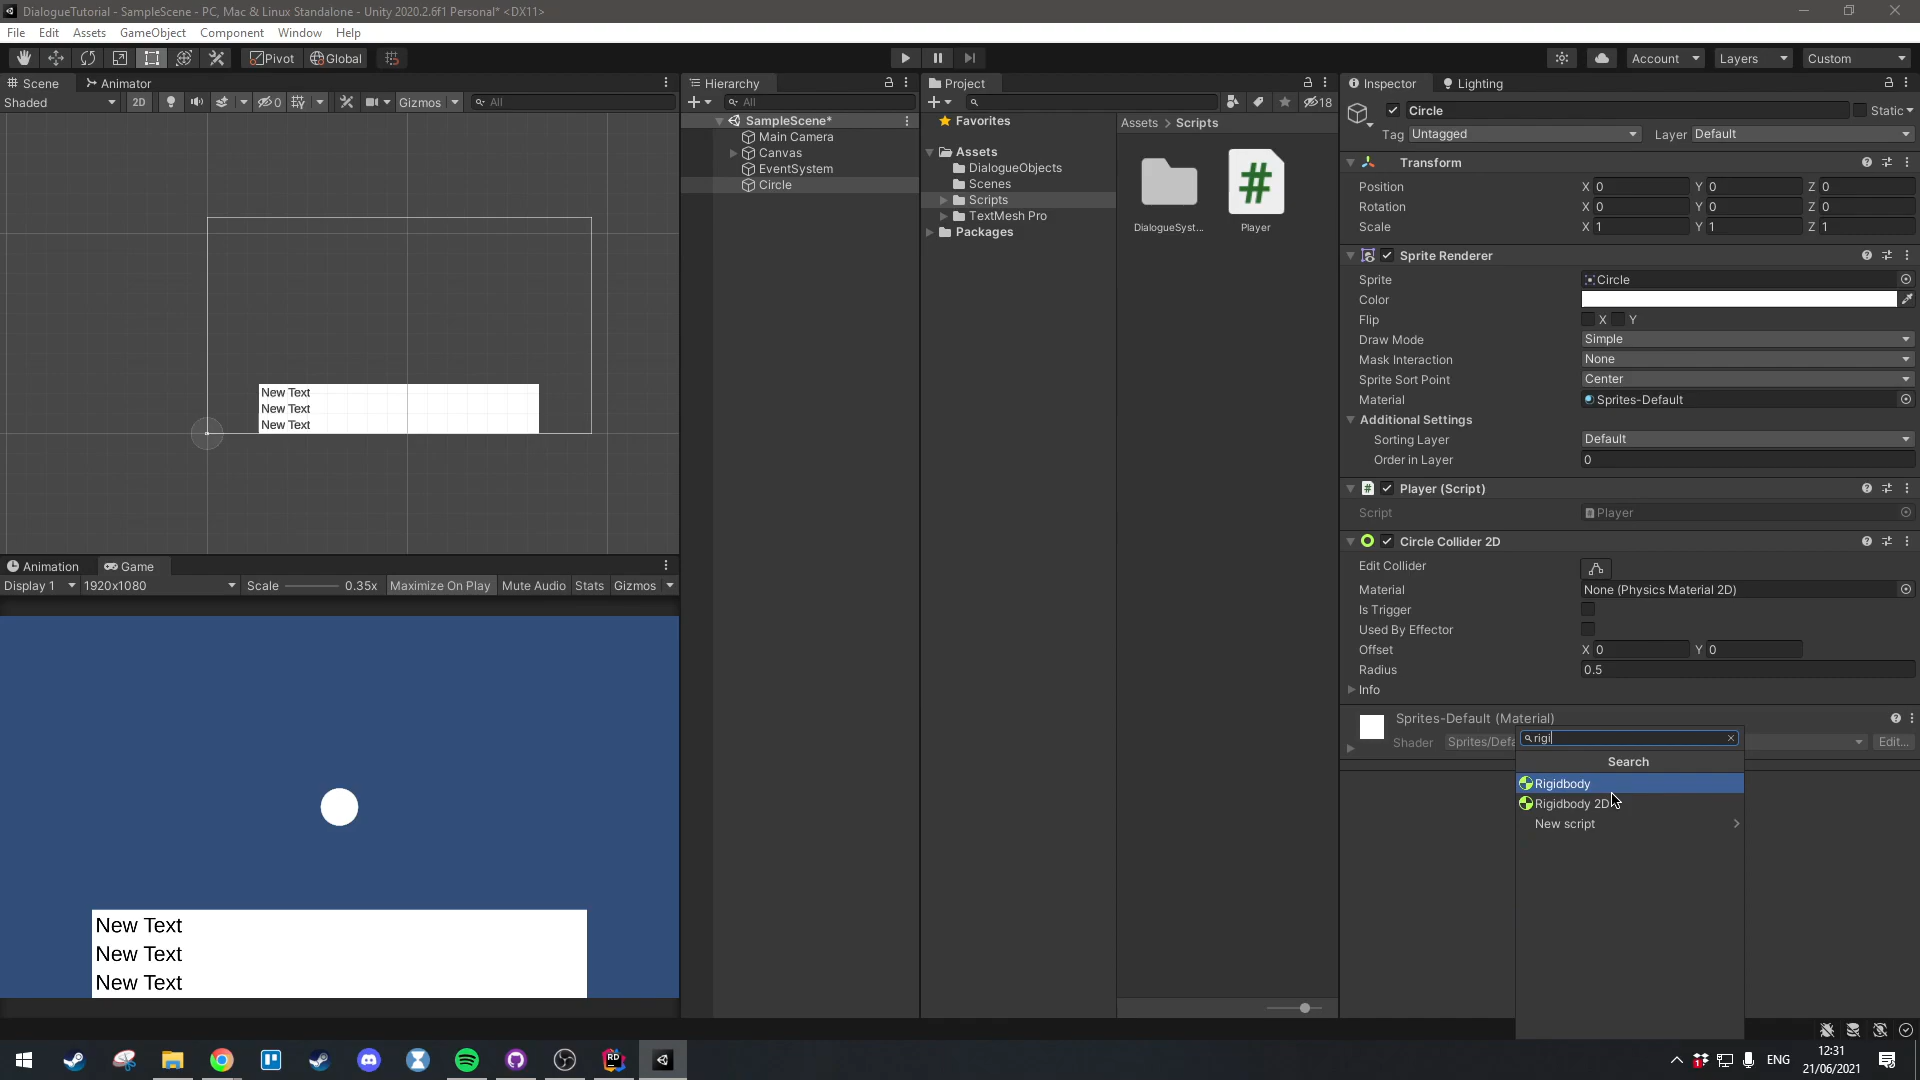 DialogueTutorial - SampleScene - PC, Mac & Linux Standalone - Unity 2020.2.6f1 Personal* <DX11>
File Edit Assets GameObject Component Window Help
Pivot Global Account Layers Custom
Scene Animator
Shaded 2D 0 Gizmos All
New Text
New Text
New Text
Animation Game
Display 1 1920x1080 Scale 0.35x Maximize On Play Mute Audio Stats Gizmos
New Text
New Text
New Text
Hierarchy
All
SampleScene*
Main Camera
Canvas
EventSystem
Circle
Project
18
Favorites
Assets
DialogueObjects
Scenes
Scripts
TextMesh Pro
Packages
Assets > Scripts
DialogueSyst...
#
Player
Inspector Lighting
Circle Static
Tag Untagged Layer Default
Transform
Position X 0 Y 0 Z 0
Rotation X 0 Y 0 Z 0
Scale X 1 Y 1 Z 1
Sprite Renderer
Sprite Circle
Color
Flip X Y
Draw Mode Simple
Mask Interaction None
Sprite Sort Point Center
Material Sprites-Default
Additional Settings
Sorting Layer Default
Order in Layer 0
# Player (Script)
Script Player
Circle Collider 2D
Edit Collider
Material None (Physics Material 2D)
Is Trigger
Used By Effector
Offset X 0 Y 0
Radius 0.5
Info
Sprites-Default (Material)
Shader Sprites/Defa Edit...
rigi
Search
Rigidbody
Rigidbody 2D
New script
RD
ENG
12:31
21/06/2021